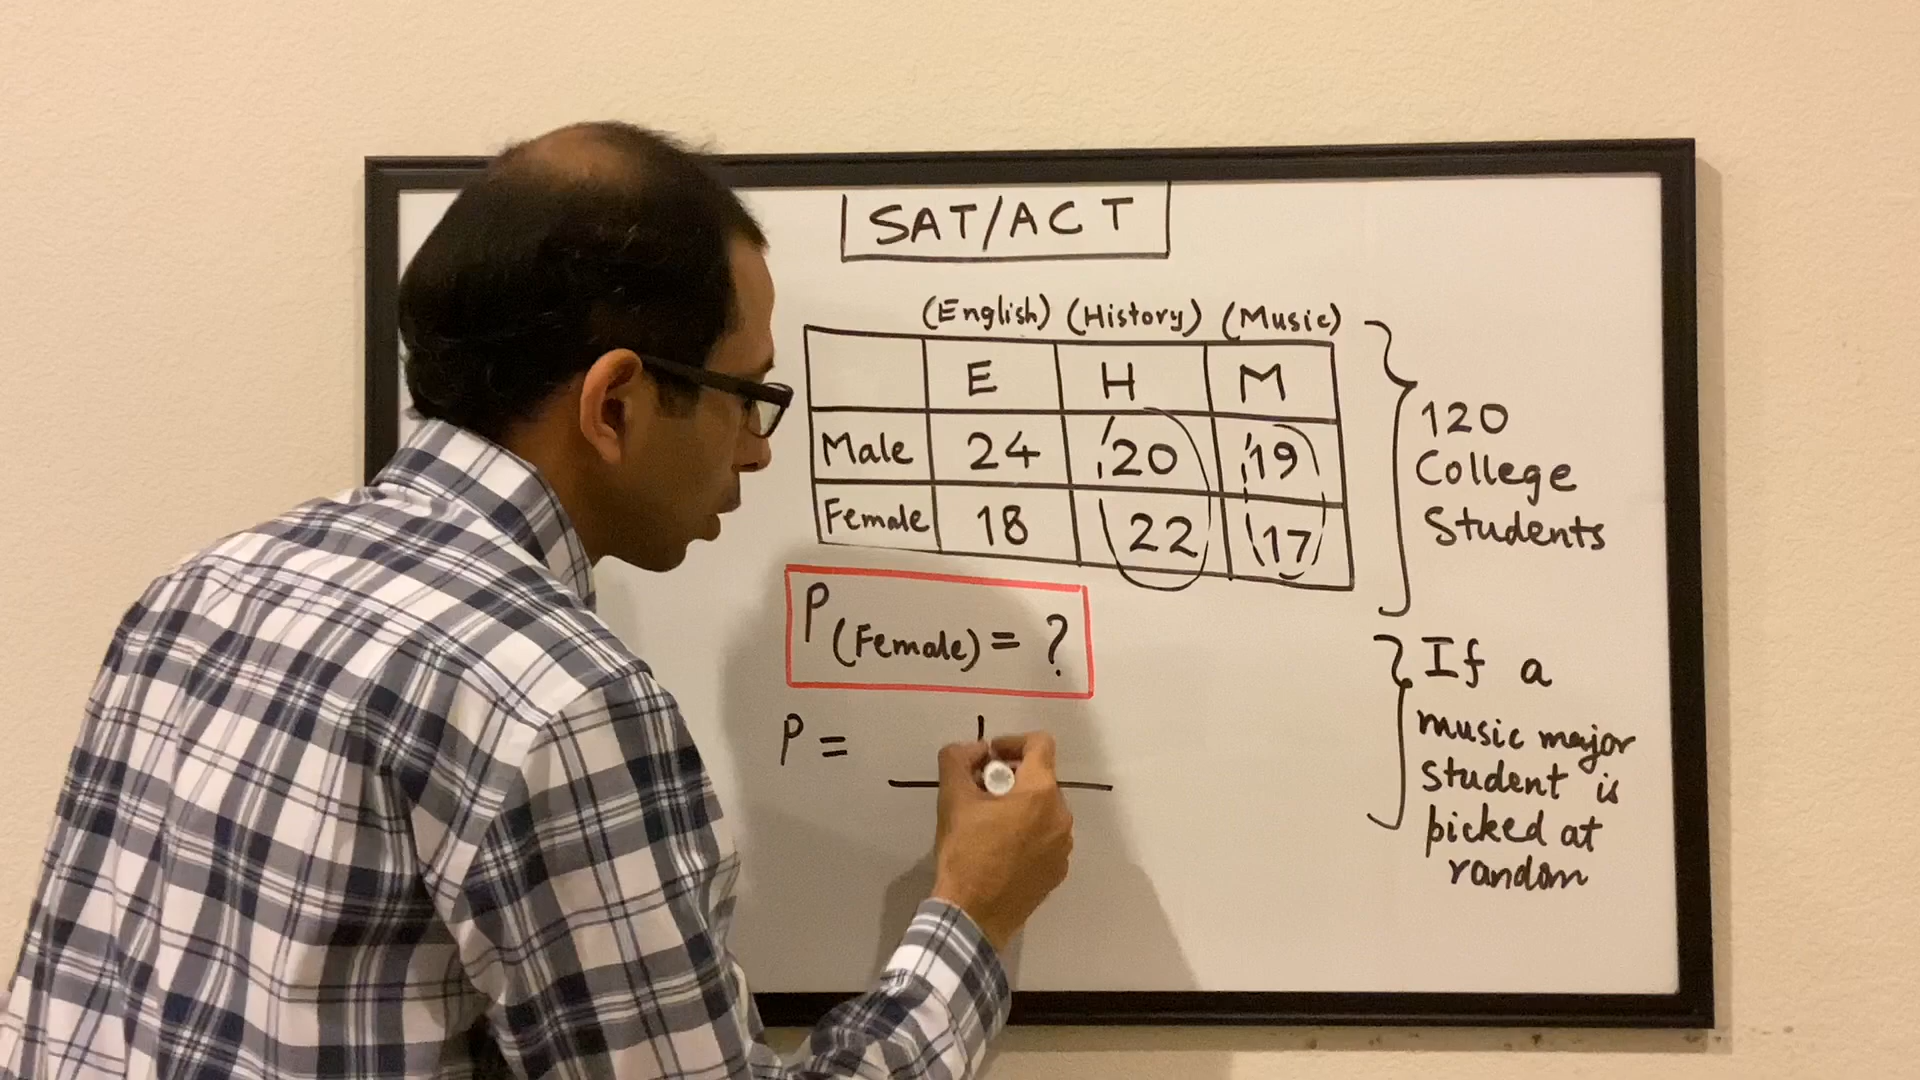 SAT/ACT
(English) (History) (Music)
E H M
Male 24 20 19
Female 18 22 17
120
College
Students
P(Female) = ?
P = 1
If a
music major
student is
picked at
random